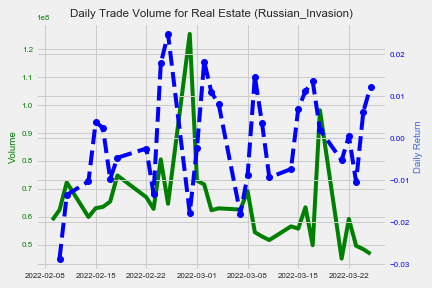 Daily Trade Volume for Real Estate (Russian_Invasion)
1e8
1.2
1.1
1.0
0.9
0.8
0.7
0.6
0.5
Volume
0.02
0.01
0.00
−0.01
−0.02
−0.03
Daily Return
2022-02-08 2022-02-15 2022-02-22 2022-03-01 2022-03-08 2022-03-15 2022-03-22